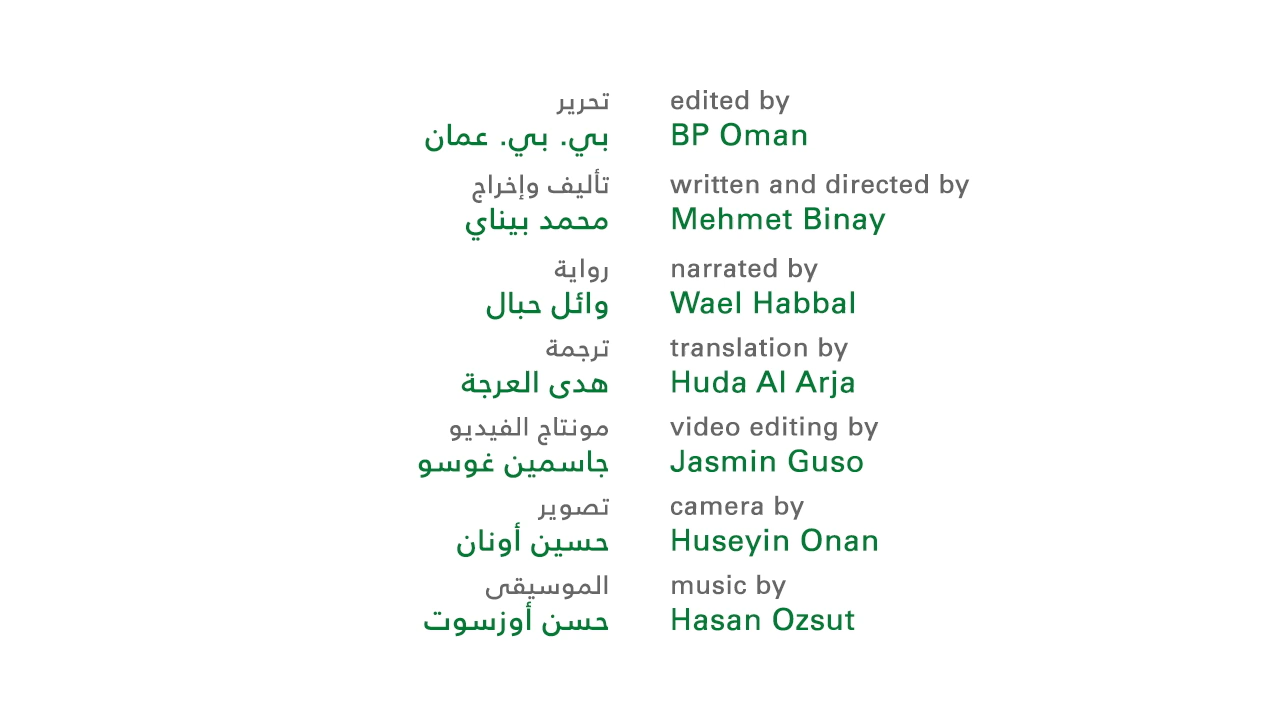 تحرير
بي. بي. عمان
تأليف وإخراج
محمد بيناي
رواية
وائل حبال
ترجمة
هدى العرجة
مونتاج الفيديو
جاسمين غوسو
تصوير
حسين أونان
الموسيقى
حسن أوزسوت
edited by
BP Oman
written and directed by
Mehmet Binay
narrated by
Wael Habbal
translation by
Huda Al Arja
video editing by
Jasmin Guso
camera by
Huseyin Onan
music by
Hasan Ozsut